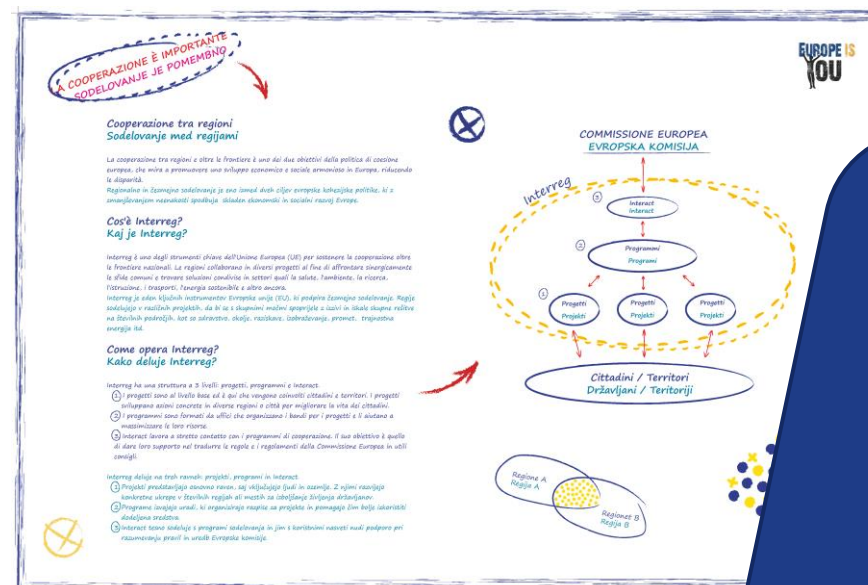 LA COOPERAZIONE È IMPORTANTE
SODELOVANJE JE POMEMBNO
EUROPE IS
YOU
Cooperazione tra regioni
Sodelovanje med regijami
La cooperazione tra regioni e oltre le frontiere è uno dei due obiettivi della politica di coesione
europea, che mira a promuovere uno sviluppo economico e sociale armonioso in Europa, riducendo
le disparità.
Regionalno in čezmejno sodelovanje je eno izmed dveh ciljev evropske kohezijske politike, ki z
zmanjševanjem neenakosti spodbuja skladen ekonomski in socialni razvoj Evrope.
Cos'è Interreg?
Kaj je Interreg?
Interreg è uno degli strumenti chiave dell'Unione Europea (UE) per sostenere la cooperazione oltre
le frontiere nazionali. Le regioni collaborano in diversi progetti al fine di affrontare sinergicamente
le sfide comuni e trovare soluzioni condivise in settori quali la salute, l'ambiente, la ricerca,
l'istruzione, i trasporti, l'energia sostenibile e altro ancora.
Interreg je eden ključnih instrumentov Evropske unije (EU), ki podpira čezmejno sodelovanje. Regije
sodelujejo v različnih projektih, da bi se s skupnimi močmi spoprijele z izzivi in iskale skupne rešitve
na številnih področjih, kot so zdravstvo, okolje, raziskave, izobraževanje, promet, trajnostna
energija itd.
Come opera Interreg?
Kako deluje Interreg?
Interreg ha una struttura a 3 livelli: progetti, programmi e Interact.
1 I progetti sono al livello base ed è qui che vengono coinvolti cittadini e territori. I progetti
sviluppano azioni concrete in diverse regioni o città per migliorare la vita dei cittadini.
2 I programmi sono formati da uffici che organizzano i bandi per i progetti e li aiutano a
massimizzare le loro risorse.
3 Interact lavora a stretto contatto con i programmi di cooperazione. Il suo obiettivo è quello
di dare loro supporto nel tradurre le regole e i regolamenti della Commissione Europea in utili
consigli.
Interreg deluje na treh ravneh: projekti, programi in Interact.
1 Projekti predstavljajo osnovno raven, saj vključujejo ljudi in ozemlje. Z njimi razvijejo
konkretne ukrepe v številnih regijah ali mestih za izboljšanje življenja državljanov.
2 Programe izvajajo uradi, ki organizirajo razpise za projekte in pomagajo čim bolje izkoristiti
dodeljena sredstva.
3 Interact tesno sodeluje s programi sodelovanja in jim s koristnimi nasveti nudi podporo pri
razumevanju pravil in uredb Evropske komisije.
COMMISSIONE EUROPEA
EVROPSKA KOMISIJA
Interreg
3
Interact
Interact
2
Programmi
Programi
1
Progetti
Projekti
Progetti
Projekti
Progetti
Projekti
Cittadini / Territori
Državljani / Teritoriji
Regione A
Regija A
Regionet B
Regija B